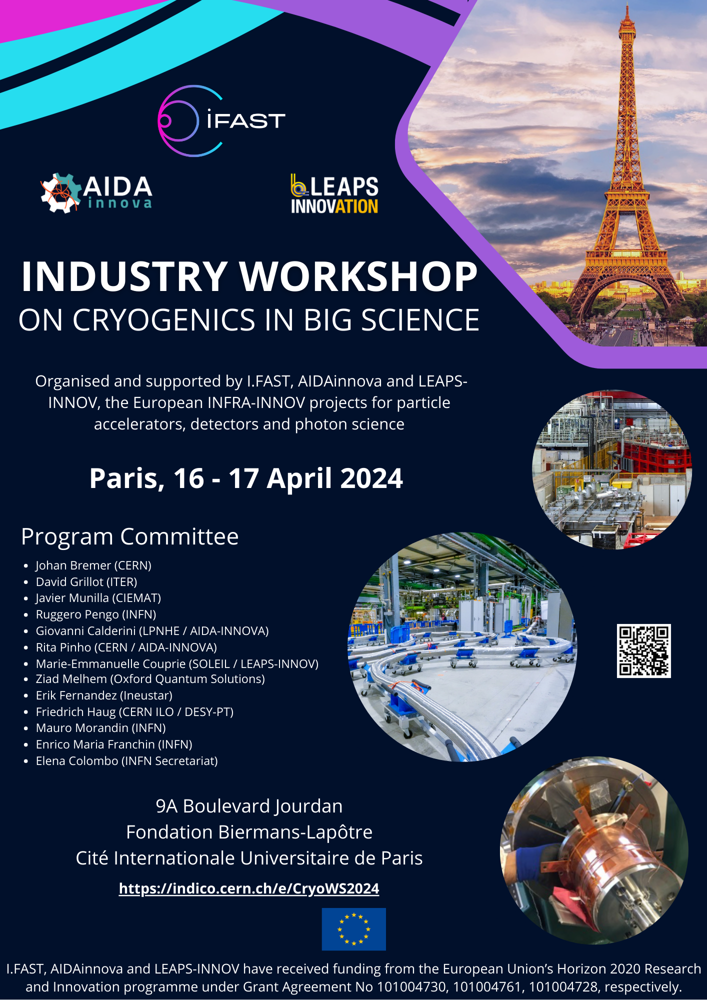 iFAST
AIDA
innova
LEAPS
INNOVATION
INDUSTRY WORKSHOP
ON CRYOGENICS IN BIG SCIENCE
Organised and supported by I.FAST, AIDAinnova and LEAPS-
INNOV, the European INFRA-INNOV projects for particle
accelerators, detectors and photon science
Paris, 16 - 17 April 2024
Program Committee
• Johan Bremer (CERN)
• David Grillot (ITER)
• Javier Munilla (CIEMAT)
• Ruggero Pengo (INFN)
• Giovanni Calderini (LPNHE / AIDA-INNOVA)
• Rita Pinho (CERN / AIDA-INNOVA)
• Marie-Emmanuelle Couprie (SOLEIL / LEAPS-INNOV)
• Ziad Melhem (Oxford Quantum Solutions)
• Erik Fernandez (Ineustar)
• Friedrich Haug (CERN ILO / DESY-PT)
• Mauro Morandin (INFN)
• Enrico Maria Franchin (INFN)
• Elena Colombo (INFN Secretariat)
9A Boulevard Jourdan
Fondation Biermans-Lapôtre
Cité Internationale Universitaire de Paris
https://indico.cern.ch/e/CryoWS2024
I.FAST, AIDAinnova and LEAPS-INNOV have received funding from the European Union’s Horizon 2020 Research
and Innovation programme under Grant Agreement No 101004730, 101004761, 101004728, respectively.